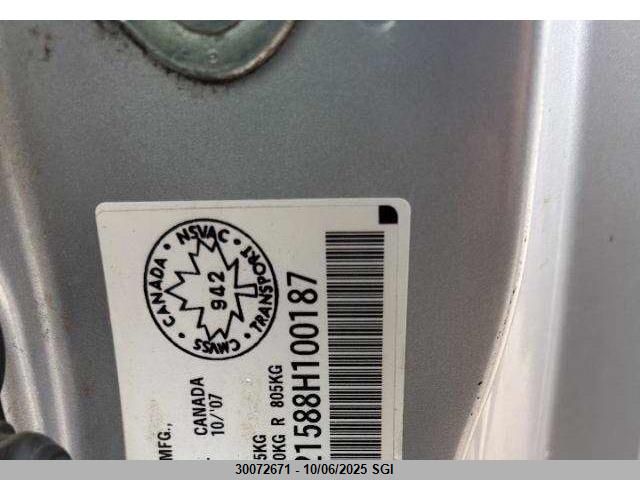 CANADA • NSVAC • TRANSPORT • CMVSS •
942
MFG.,
CANADA
10/'07
5KG
0KG R 805KG
21588H100187
30072671 - 10/06/2025 SGI